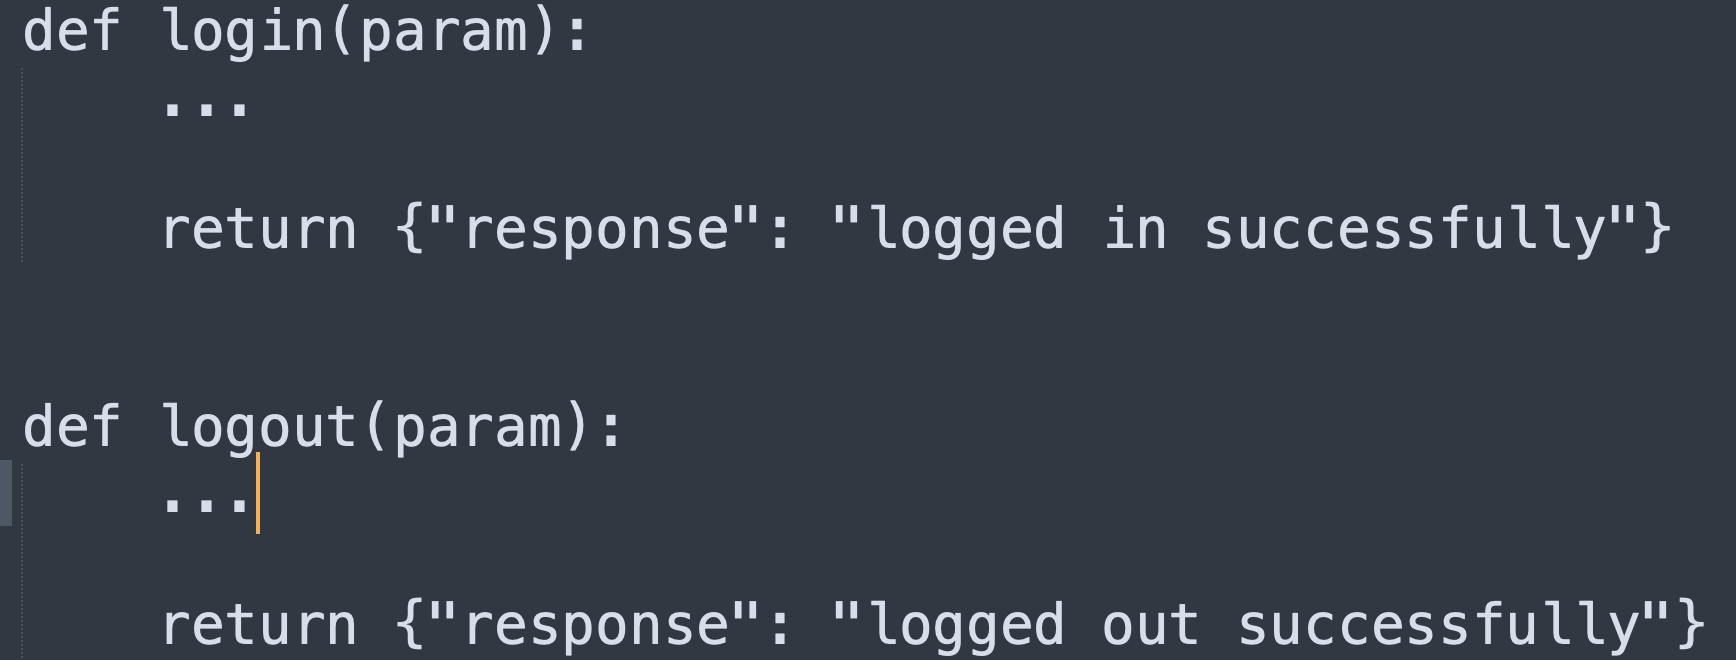 def login(param):
    ...
    return {"response": "logged in successfully"}
def logout(param):
    ...
    return {"response": "logged out successfully"}